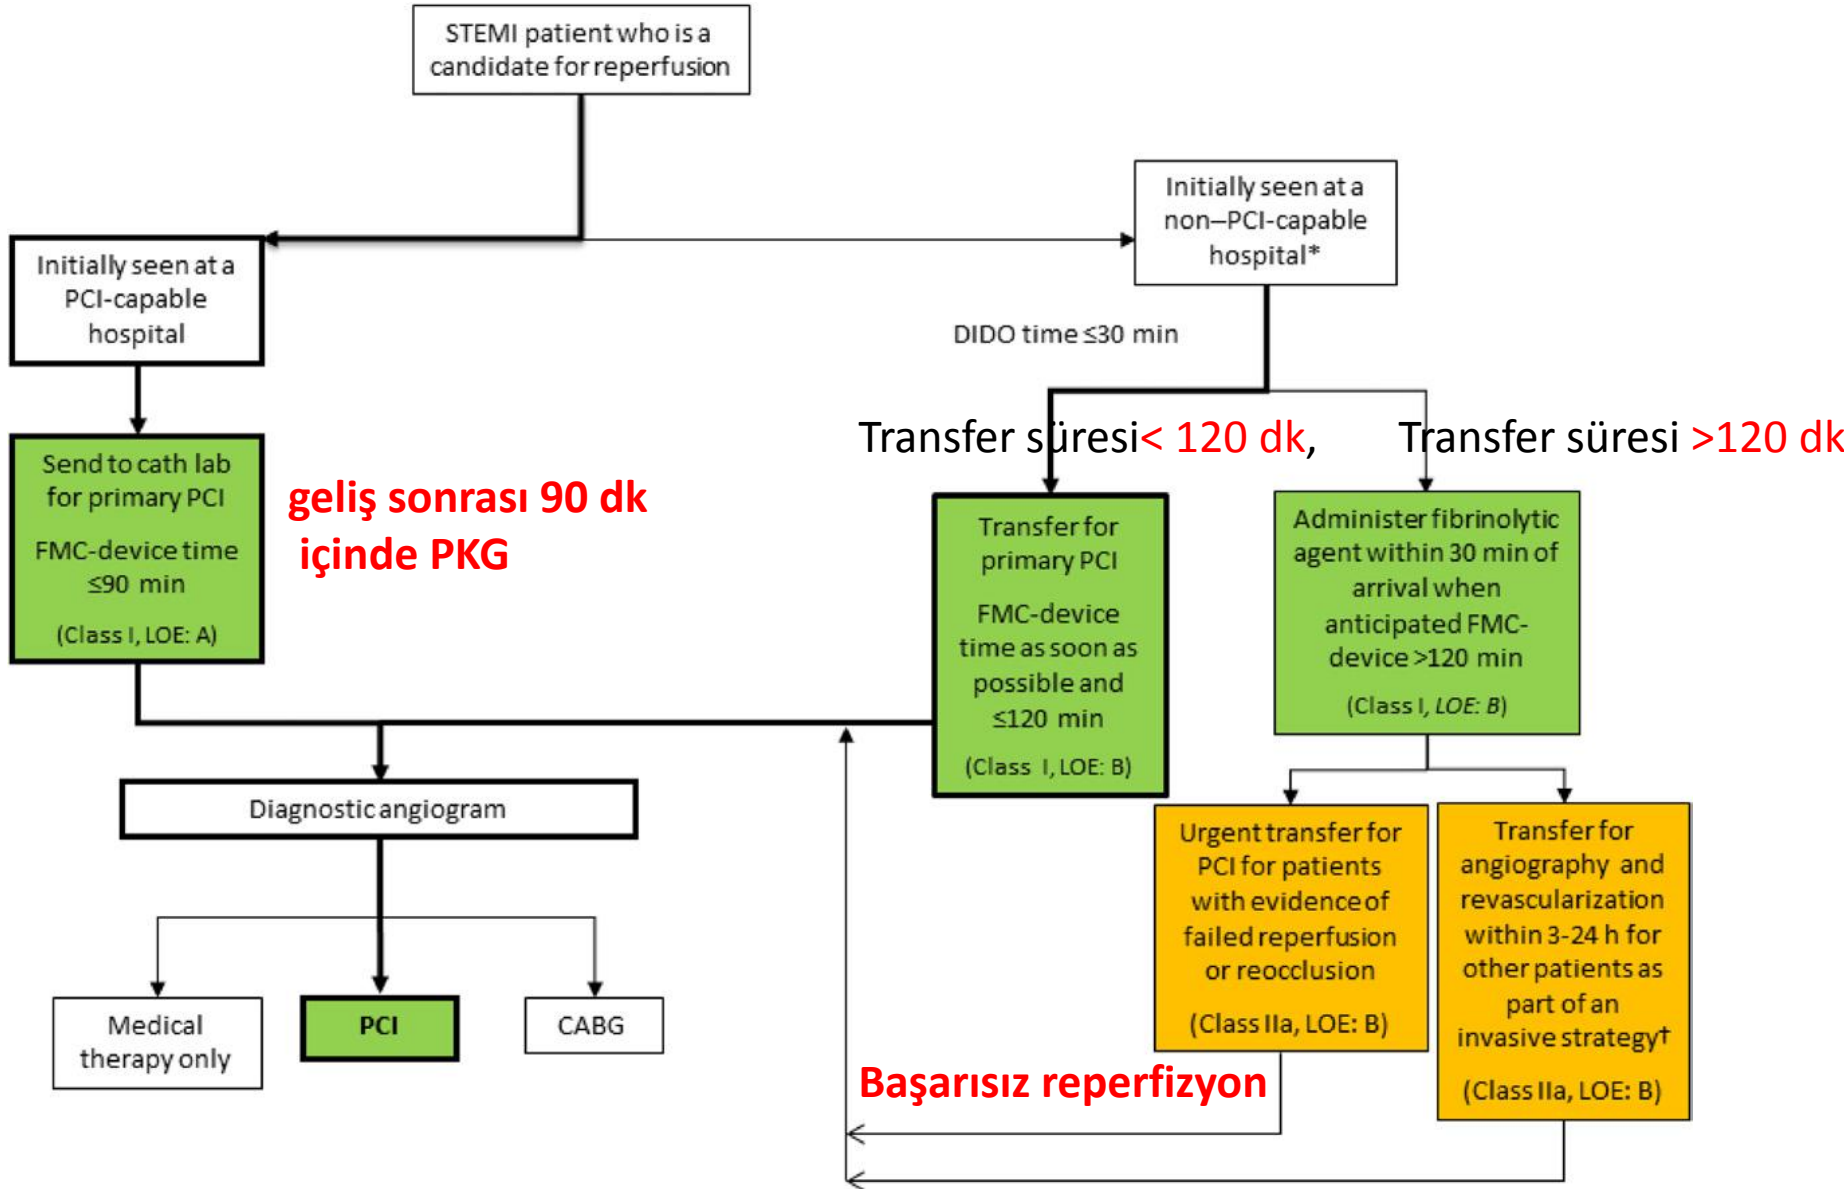 STEMI patient who is a
candidate for reperfusion
Initially seen at a
non–PCI-capable
hospital*
Initially seen at a
PCI-capable
hospital
DIDO time ≤30 min
Transfer süresi< 120 dk,
Transfer süresi >120 dk
Send to cath lab
for primary PCI
FMC-device time
≤90 min
(Class I, LOE: A)
geliş sonrası 90 dk
içinde PKG
Transfer for
primary PCI
FMC-device
time as soon as
possible and
≤120 min
(Class I, LOE: B)
Administer fibrinolytic
agent within 30 min of
arrival when
anticipated FMC-
device >120 min
(Class I, LOE: B)
Diagnostic angiogram
Urgent transfer for
PCI for patients
with evidence of
failed reperfusion
or reocclusion
(Class IIa, LOE: B)
Transfer for
angiography and
revascularization
within 3-24 h for
other patients as
part of an
invasive strategy†
(Class IIa, LOE: B)
Medical
therapy only
PCI
CABG
Başarısız reperfizyon